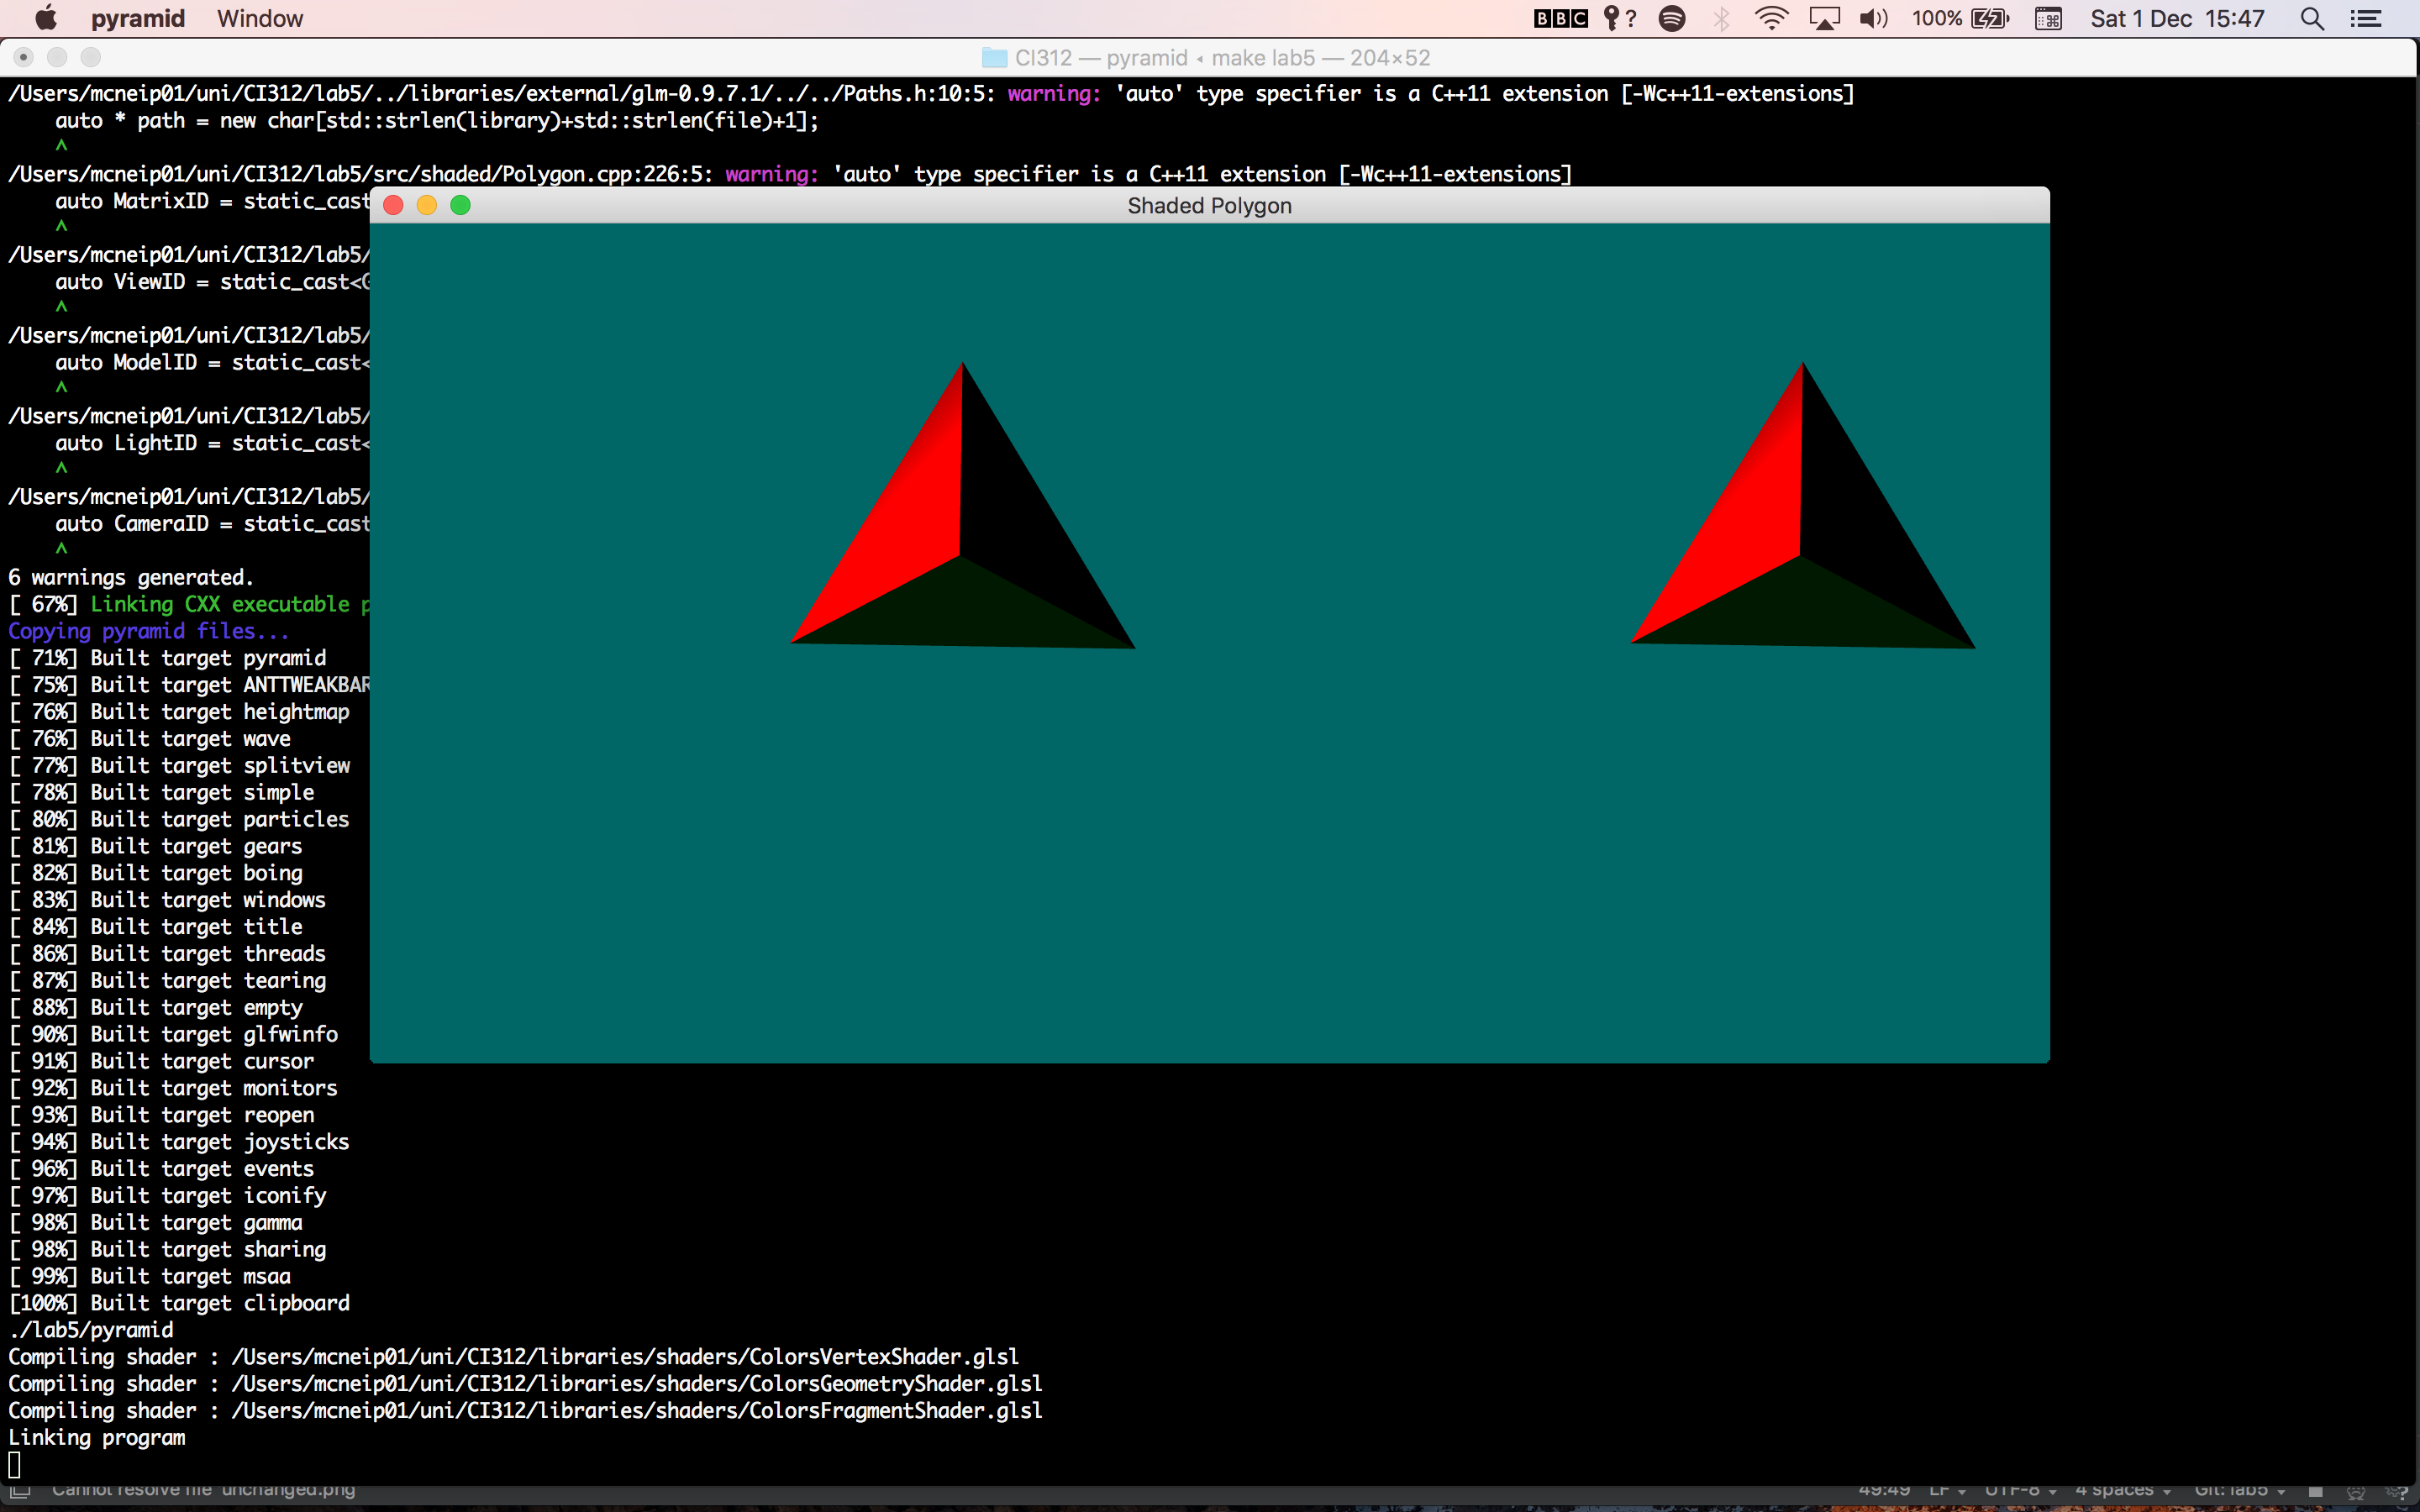 pyramid Window BBC ? 100% Sat 1 Dec 15:47
CI312 — pyramid ◂ make lab5 — 204×52
/Users/mcneip01/uni/CI312/lab5/../libraries/external/glm-0.9.7.1/../../Paths.h:10:5: warning: 'auto' type specifier is a C++11 extension [-Wc++11-extensions]
auto * path = new char[std::strlen(library)+std::strlen(file)+1];
^
/Users/mcneip01/uni/CI312/lab5/src/shaded/Polygon.cpp:226:5: warning: 'auto' type specifier is a C++11 extension [-Wc++11-extensions]
auto MatrixID = static_cast
^
Shaded Polygon
/Users/mcneip01/uni/CI312/lab5/
auto ViewID = static_cast<G
^
/Users/mcneip01/uni/CI312/lab5/
auto ModelID = static_cast<
^
/Users/mcneip01/uni/CI312/lab5/
auto LightID = static_cast<
^
/Users/mcneip01/uni/CI312/lab5/
auto CameraID = static_cast
^
6 warnings generated.
[ 67%] Linking CXX executable p
Copying pyramid files...
[ 71%] Built target pyramid
[ 75%] Built target ANTTWEAKBAR
[ 76%] Built target heightmap
[ 76%] Built target wave
[ 77%] Built target splitview
[ 78%] Built target simple
[ 80%] Built target particles
[ 81%] Built target gears
[ 82%] Built target boing
[ 83%] Built target windows
[ 84%] Built target title
[ 86%] Built target threads
[ 87%] Built target tearing
[ 88%] Built target empty
[ 90%] Built target glfwinfo
[ 91%] Built target cursor
[ 92%] Built target monitors
[ 93%] Built target reopen
[ 94%] Built target joysticks
[ 96%] Built target events
[ 97%] Built target iconify
[ 98%] Built target gamma
[ 98%] Built target sharing
[ 99%] Built target msaa
[100%] Built target clipboard
./lab5/pyramid
Compiling shader : /Users/mcneip01/uni/CI312/libraries/shaders/ColorsVertexShader.glsl
Compiling shader : /Users/mcneip01/uni/CI312/libraries/shaders/ColorsGeometryShader.glsl
Compiling shader : /Users/mcneip01/uni/CI312/libraries/shaders/ColorsFragmentShader.glsl
Linking program
Cannot resolve file 'unchanged.png' 49:49 LF UTF-8 4 spaces Git: lab5